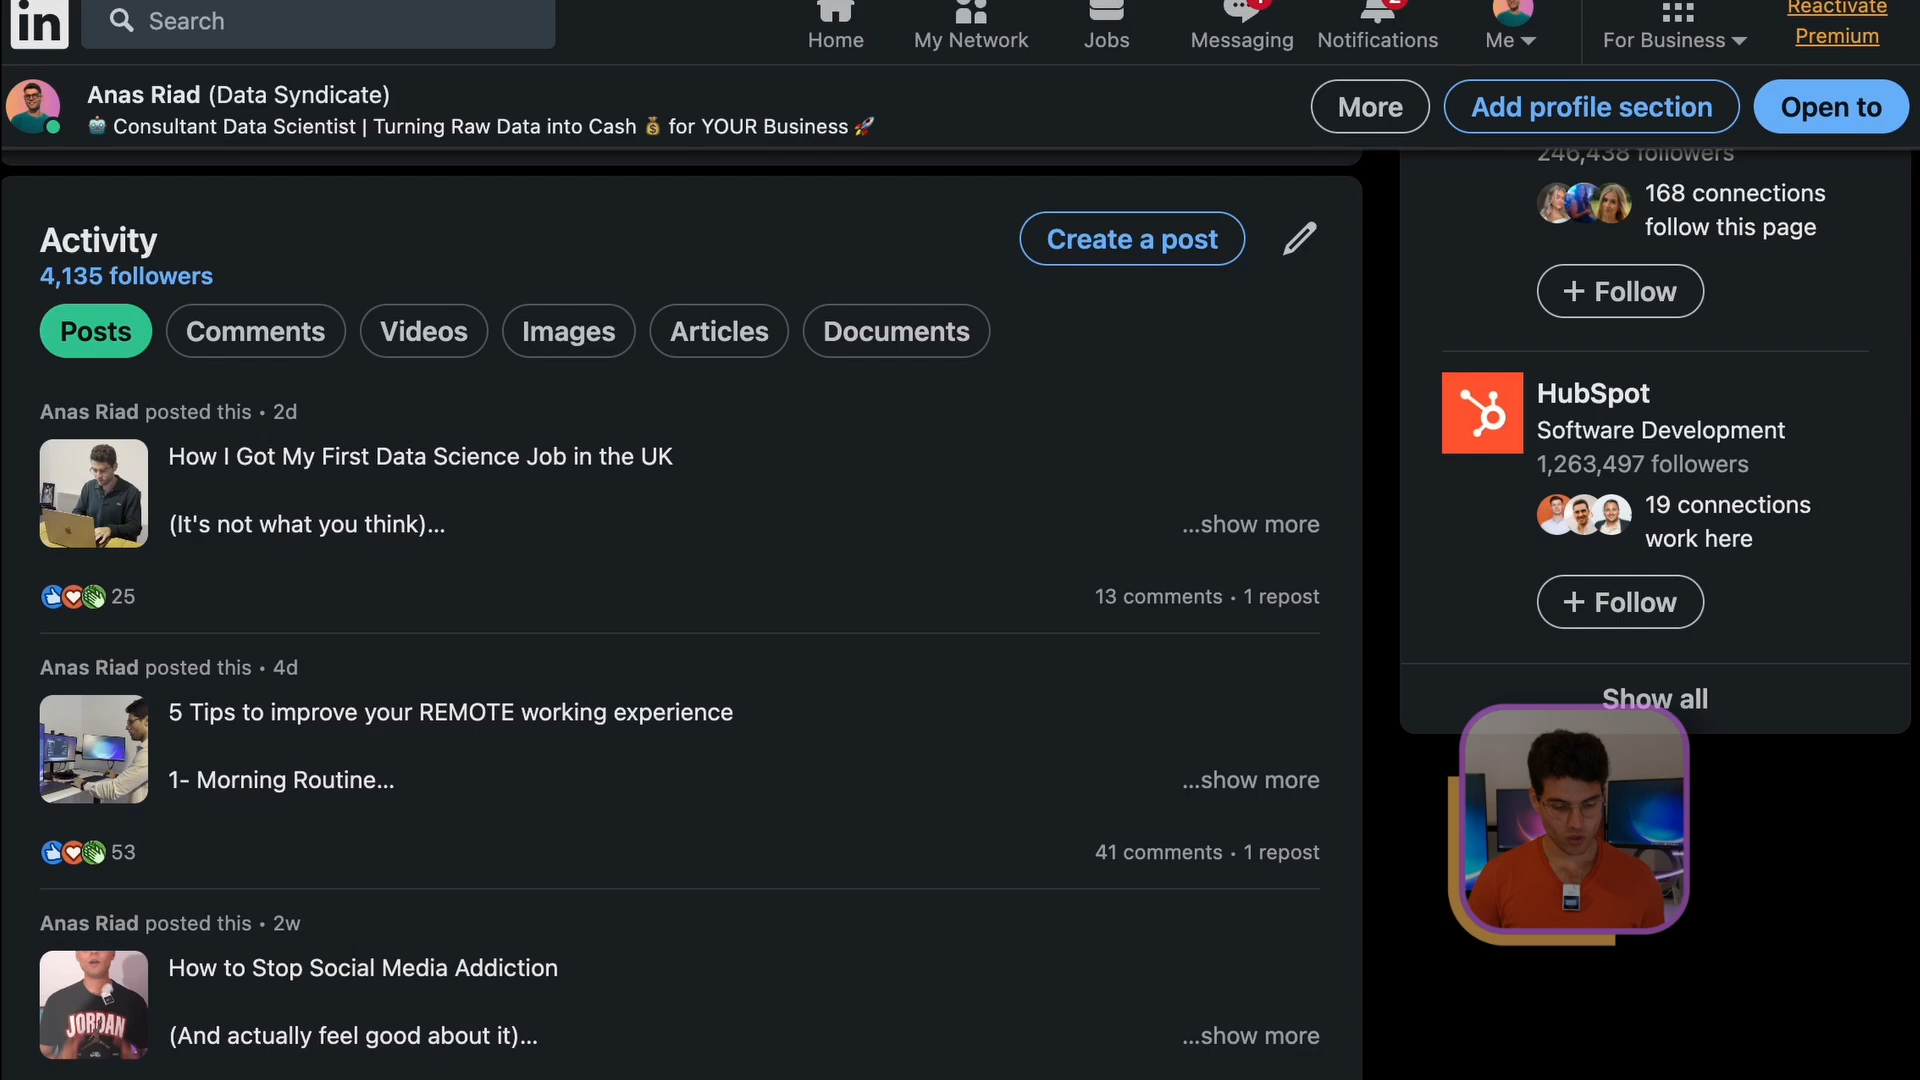 in
Search
Home
My Network
Jobs
Messaging
Notifications
Me
For Business
Reactivate
Premium
Anas Riad (Data Syndicate)
Consultant Data Scientist | Turning Raw Data into Cash 💰 for YOUR Business 🚀
More
Add profile section
Open to
Activity
4,135 followers
Create a post
Posts
Comments
Videos
Images
Articles
Documents
Anas Riad posted this • 2d
How I Got My First Data Science Job in the UK
(It's not what you think)...
...show more
25
13 comments • 1 repost
Anas Riad posted this • 4d
5 Tips to improve your REMOTE working experience
1- Morning Routine...
...show more
53
41 comments • 1 repost
Anas Riad posted this • 2w
How to Stop Social Media Addiction
JORDAN
(And actually feel good about it)...
...show more
246,438 followers
168 connections
follow this page
+ Follow
HubSpot
Software Development
1,263,497 followers
19 connections
work here
+ Follow
Show all